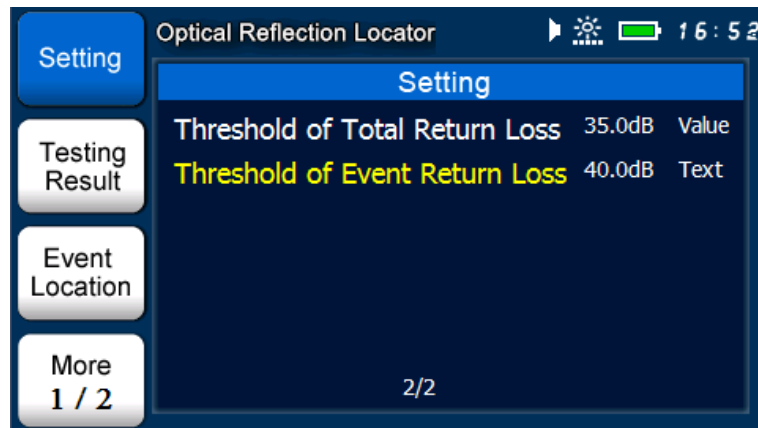 Setting
Optical Reflection Locator
16:52
Setting
Threshold of Total Return Loss 35.0dB Value
Threshold of Event Return Loss 40.0dB Text
Testing
Result
Event
Location
More
1 / 2
2/2